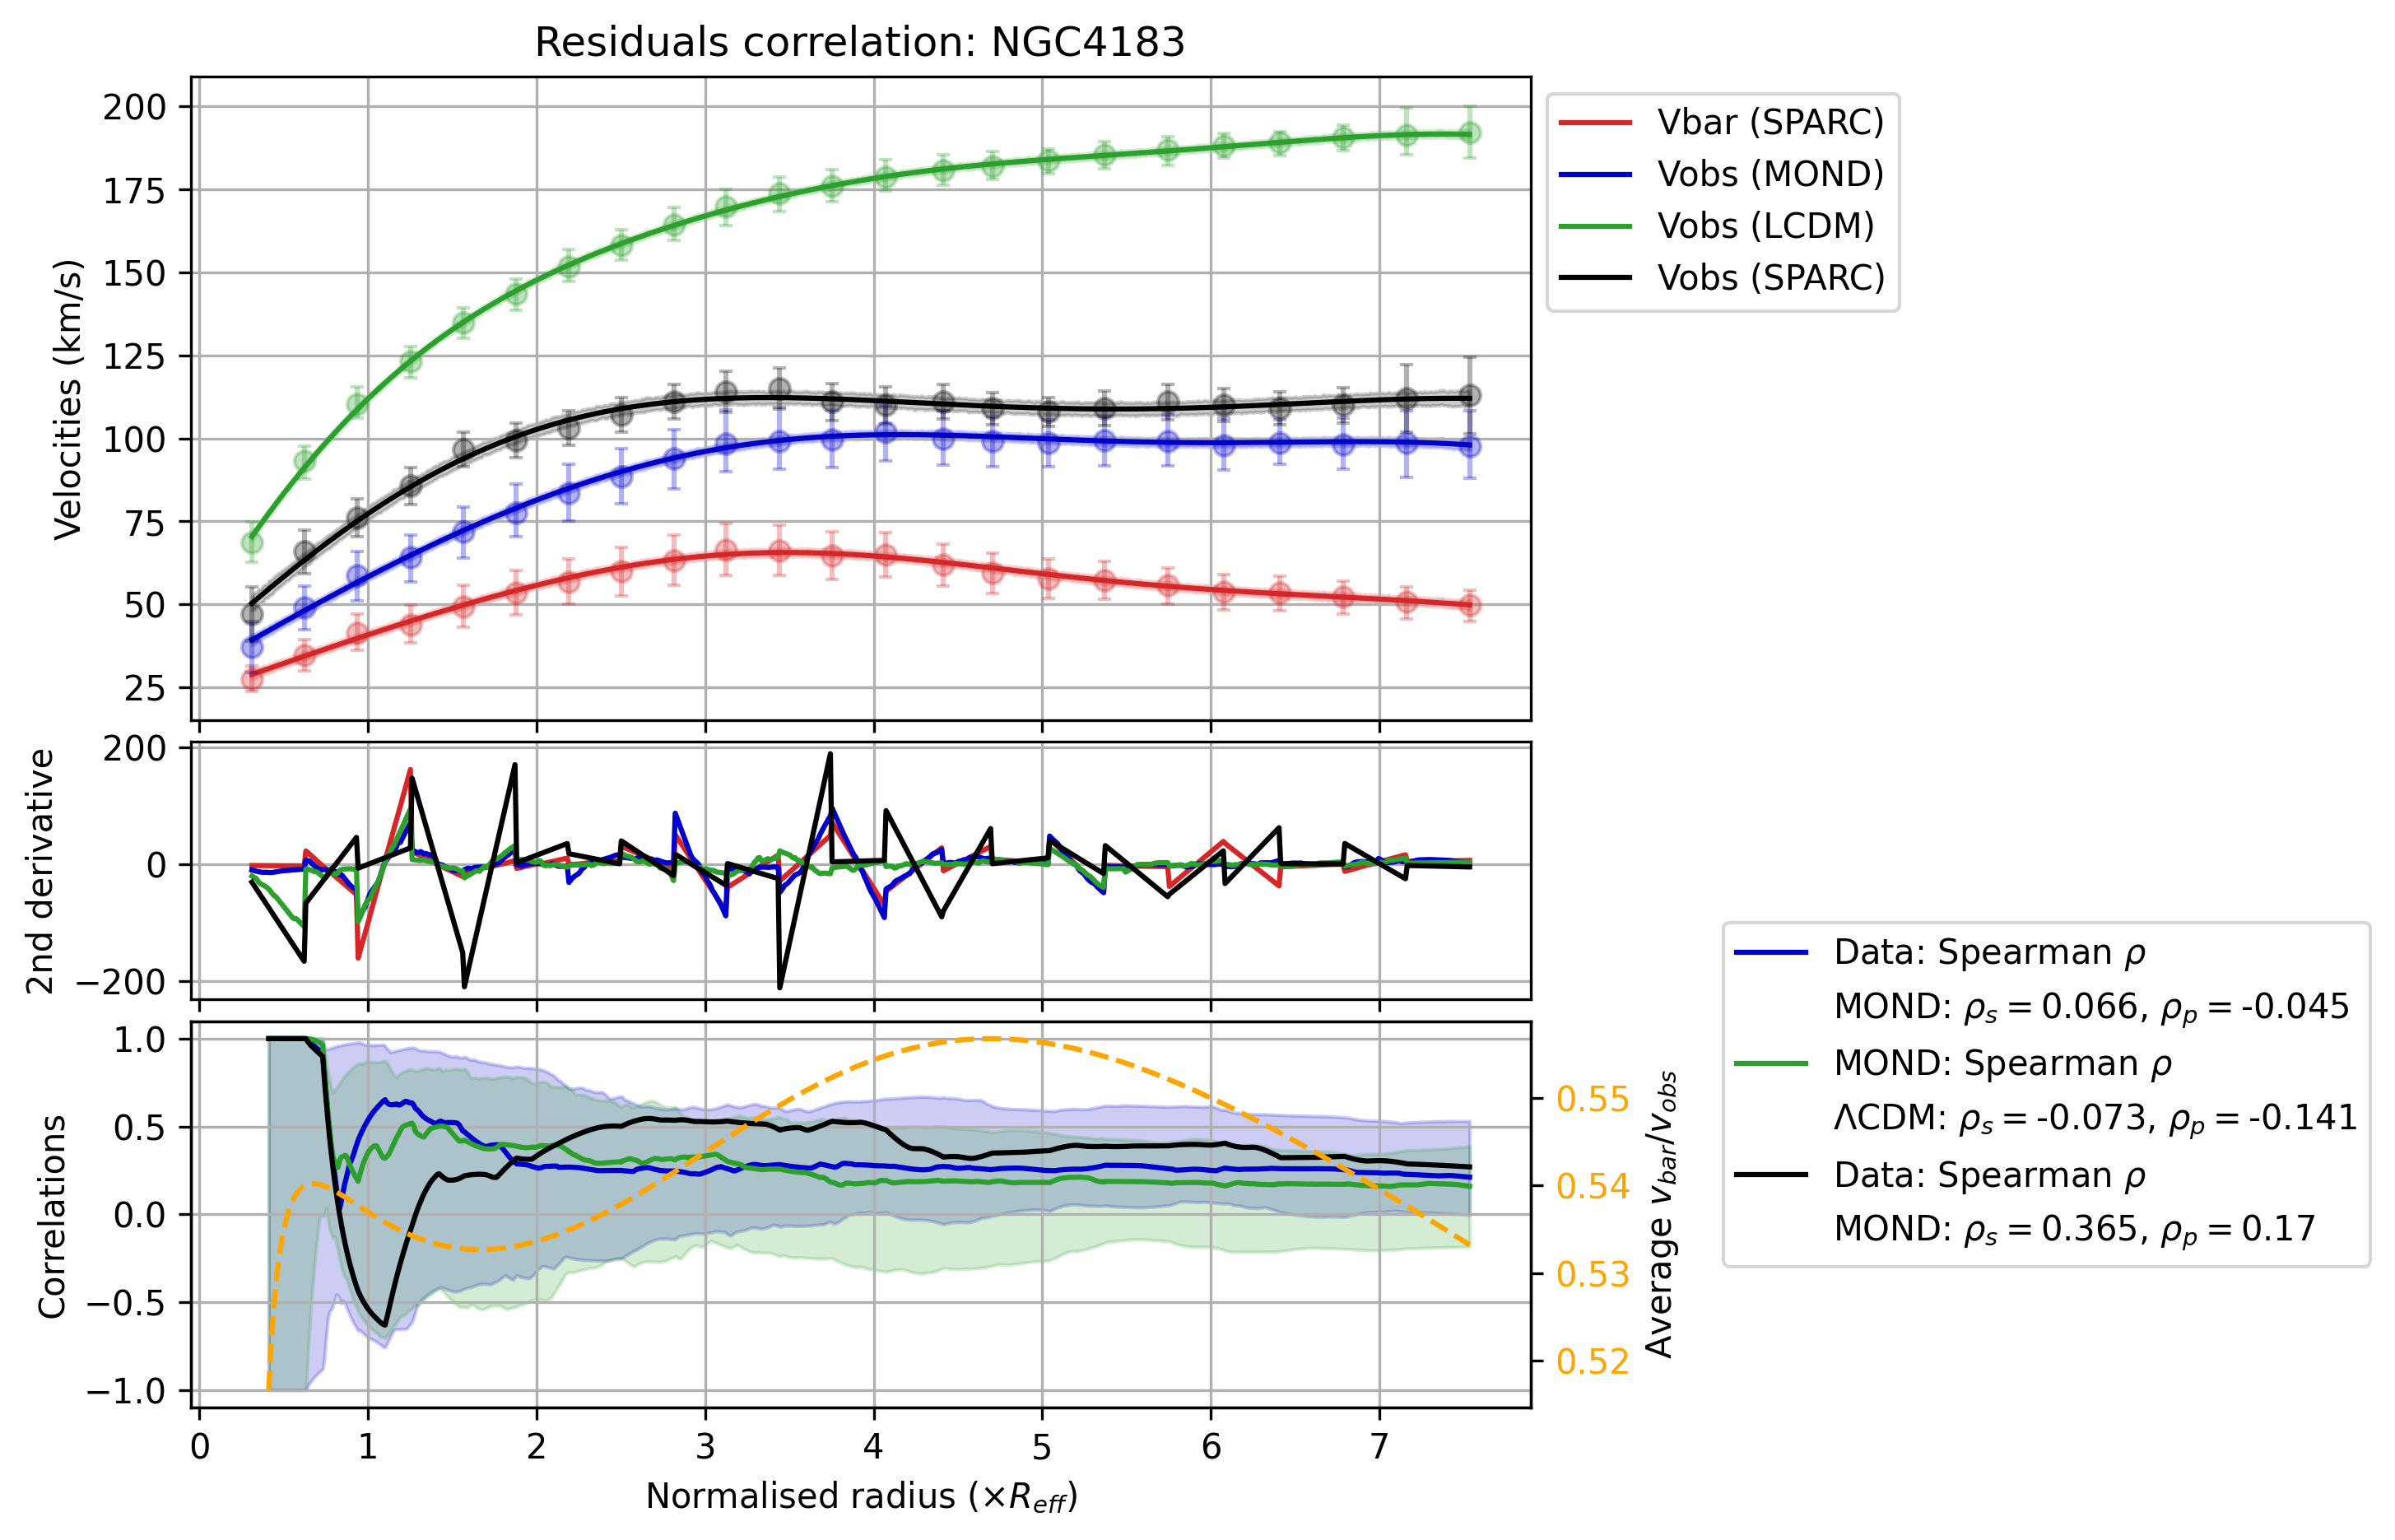 Residuals correlation: NGC4183
200
175
150
125
100
75
50
25
Velocities (km/s)
Vbar (SPARC)
Vobs (MOND)
Vobs (LCDM)
Vobs (SPARC)
200
0
−200
2nd derivative
1.0
0.5
0.0
−0.5
−1.0
Correlations
0.55
0.54
0.53
0.52
Average v_bar/v_obs
Data: Spearman ρ
MOND: ρ_s = 0.066, ρ_p = -0.045
MOND: Spearman ρ
ΛCDM: ρ_s = -0.073, ρ_p = -0.141
Data: Spearman ρ
MOND: ρ_s = 0.365, ρ_p = 0.17
0 1 2 3 4 5 6 7
Normalised radius (×R_eff)